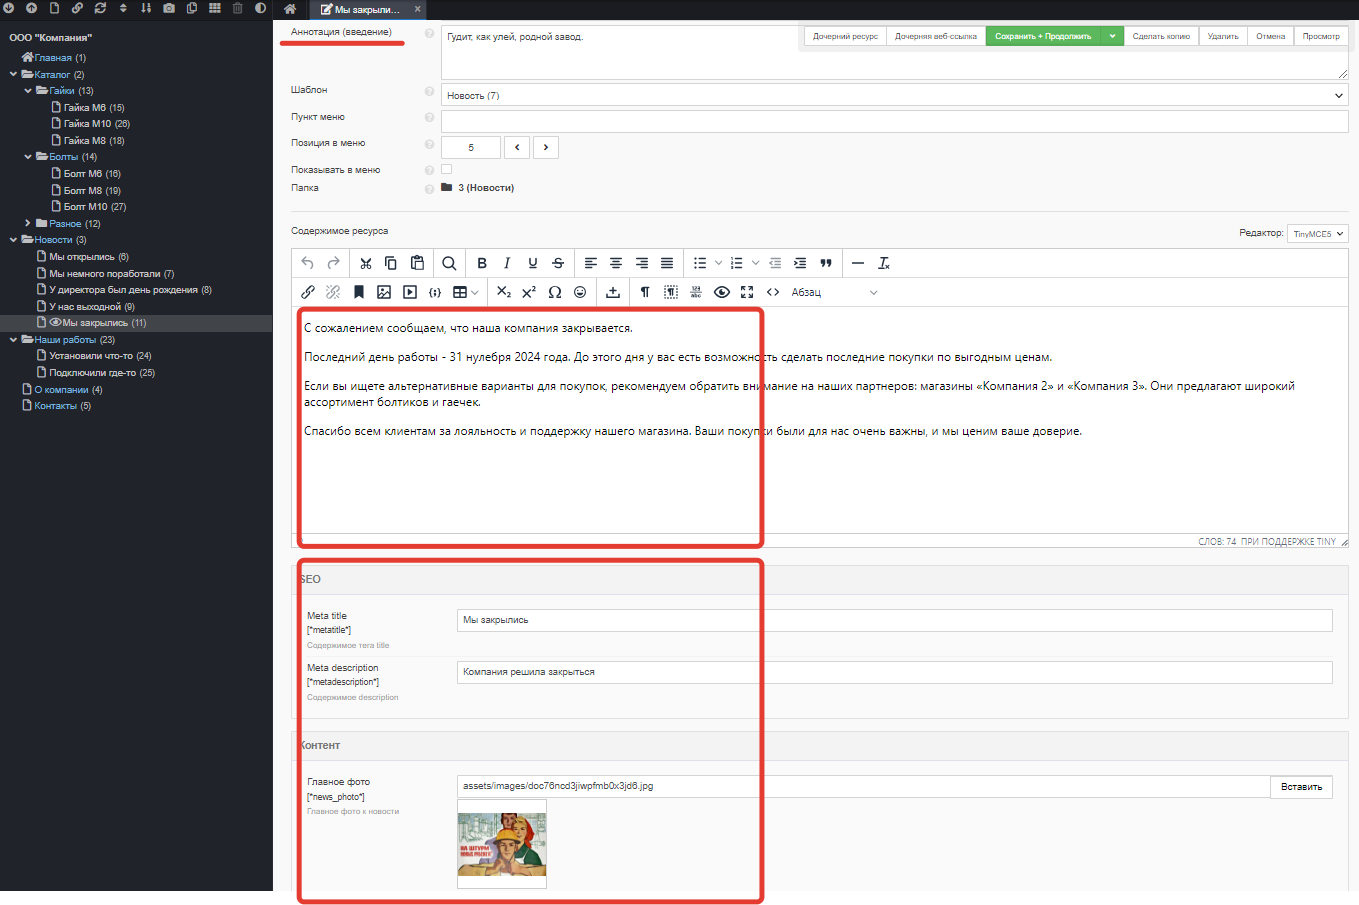 Мы закрыли...
×
ООО "Компания"
Главная (1)
Каталог (2)
Гайки (13)
Гайка М6 (15)
Гайка М10 (26)
Гайка М8 (18)
Болты (14)
Болт М6 (16)
Болт М8 (19)
Болт М10 (27)
Разное (12)
Новости (3)
Мы открылись (6)
Мы немного поработали (7)
У директора был день рождения (8)
У нас выходной (9)
Мы закрылись (11)
Наши работы (23)
Установили что-то (24)
Подключили где-то (25)
О компании (4)
Контакты (5)
Аннотация (введение)
Гудит, как улей, родной завод.
Дочерний ресурс
Дочерняя веб-ссылка
Сохранить + Продолжить
Сделать копию
Удалить
Отмена
Просмотр
Шаблон
Новость (7)
Пункт меню
Позиция в меню
5
Показывать в меню
Папка
3 (Новости)
Содержимое ресурса
Редактор:
TinyMCE5
Абзац
С сожалением сообщаем, что наша компания закрывается.
Последний день работы - 31 нулебря 2024 года. До этого дня у вас есть возможность сделать последние покупки по выгодным ценам.
Если вы ищете альтернативные варианты для покупок, рекомендуем обратить внимание на наших партнеров: магазины «Компания 2» и «Компания 3». Они предлагают широкий
ассортимент болтиков и гаечек.
Спасибо всем клиентам за лояльность и поддержку нашего магазина. Ваши покупки были для нас очень важны, и мы ценим ваше доверие.
СЛОВ: 74 ПРИ ПОДДЕРЖКЕ TINY
SEO
Meta title
[*metatitle*]
Содержимое тега title
Мы закрылись
Meta description
[*metadescription*]
Содержимое description
Компания решила закрыться
Контент
Главное фото
[*news_photo*]
Главное фото к новости
assets/images/doc76ncd3jiwpfmb0x3jd6.jpg
Вставить
НА ШТУРМ